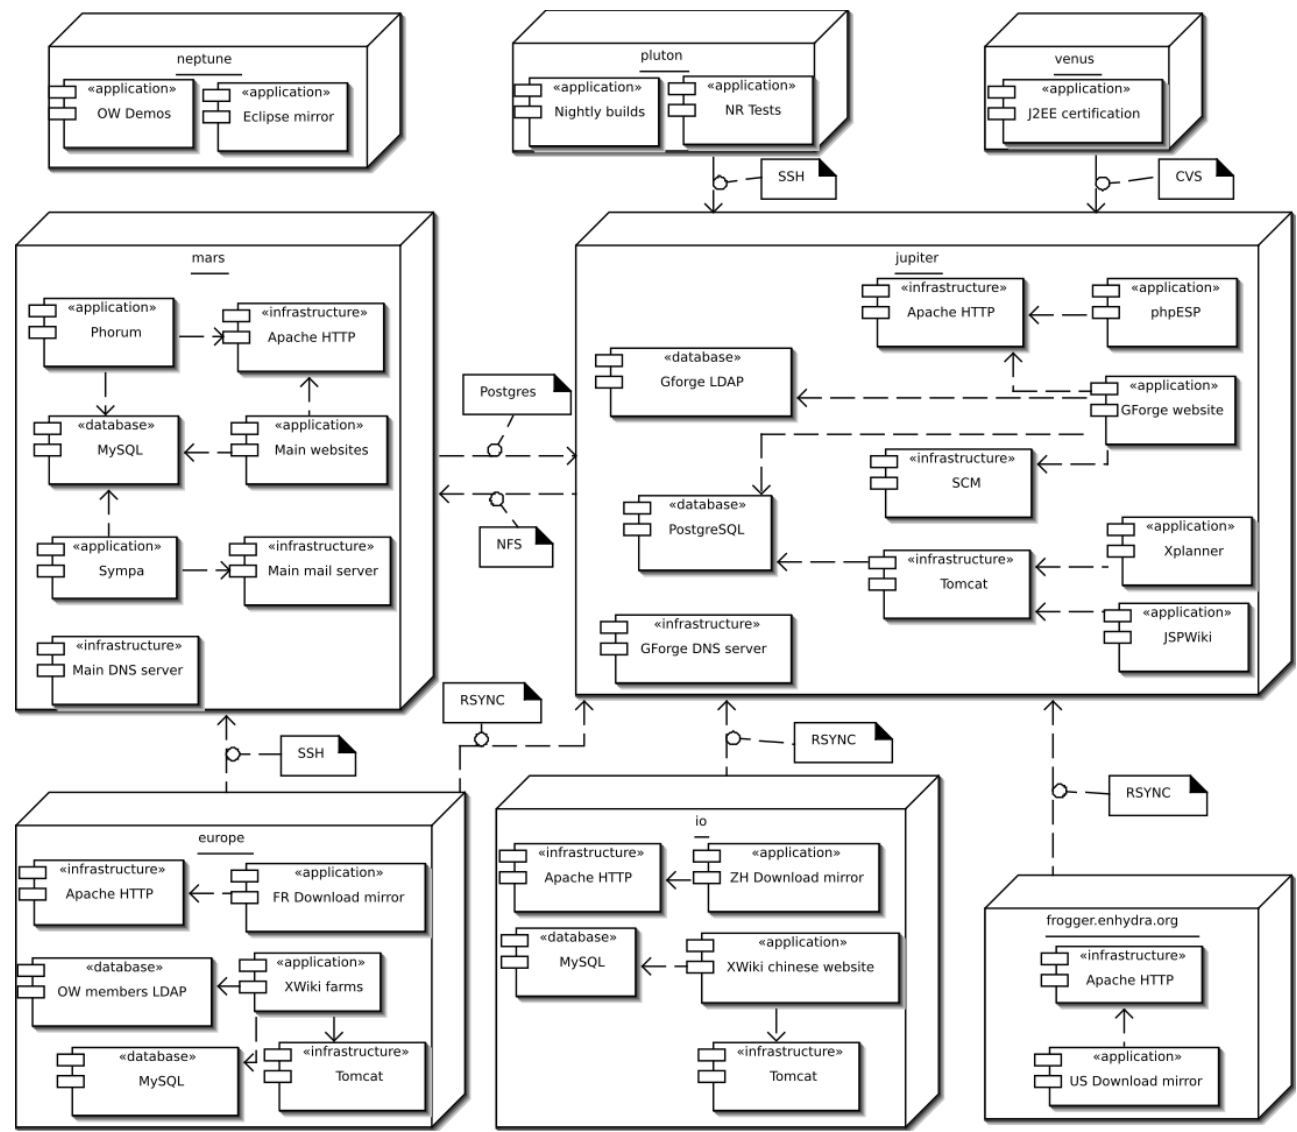 neptune
«application»
OW Demos
«application»
Eclipse mirror
pluton
«application»
Nightly builds
«application»
NR Tests
venus
«application»
J2EE certification
SSH
CVS
mars
«application»
Phorum
«infrastructure»
Apache HTTP
«database»
MySQL
«application»
Main websites
«application»
Sympa
«infrastructure»
Main mail server
«infrastructure»
Main DNS server
Postgres
NFS
jupiter
«infrastructure»
Apache HTTP
«application»
phpESP
«database»
Gforge LDAP
«application»
GForge website
«infrastructure»
SCM
«database»
PostgreSQL
«application»
Xplanner
«infrastructure»
Tomcat
«application»
JSPWiki
«infrastructure»
GForge DNS server
SSH
RSYNC
RSYNC
RSYNC
europe
«infrastructure»
Apache HTTP
«application»
FR Download mirror
«database»
OW members LDAP
«application»
XWiki farms
«database»
MySQL
«infrastructure»
Tomcat
io
«infrastructure»
Apache HTTP
«application»
ZH Download mirror
«database»
MySQL
«application»
XWiki chinese website
«infrastructure»
Tomcat
frogger.enhydra.org
«infrastructure»
Apache HTTP
«application»
US Download mirror